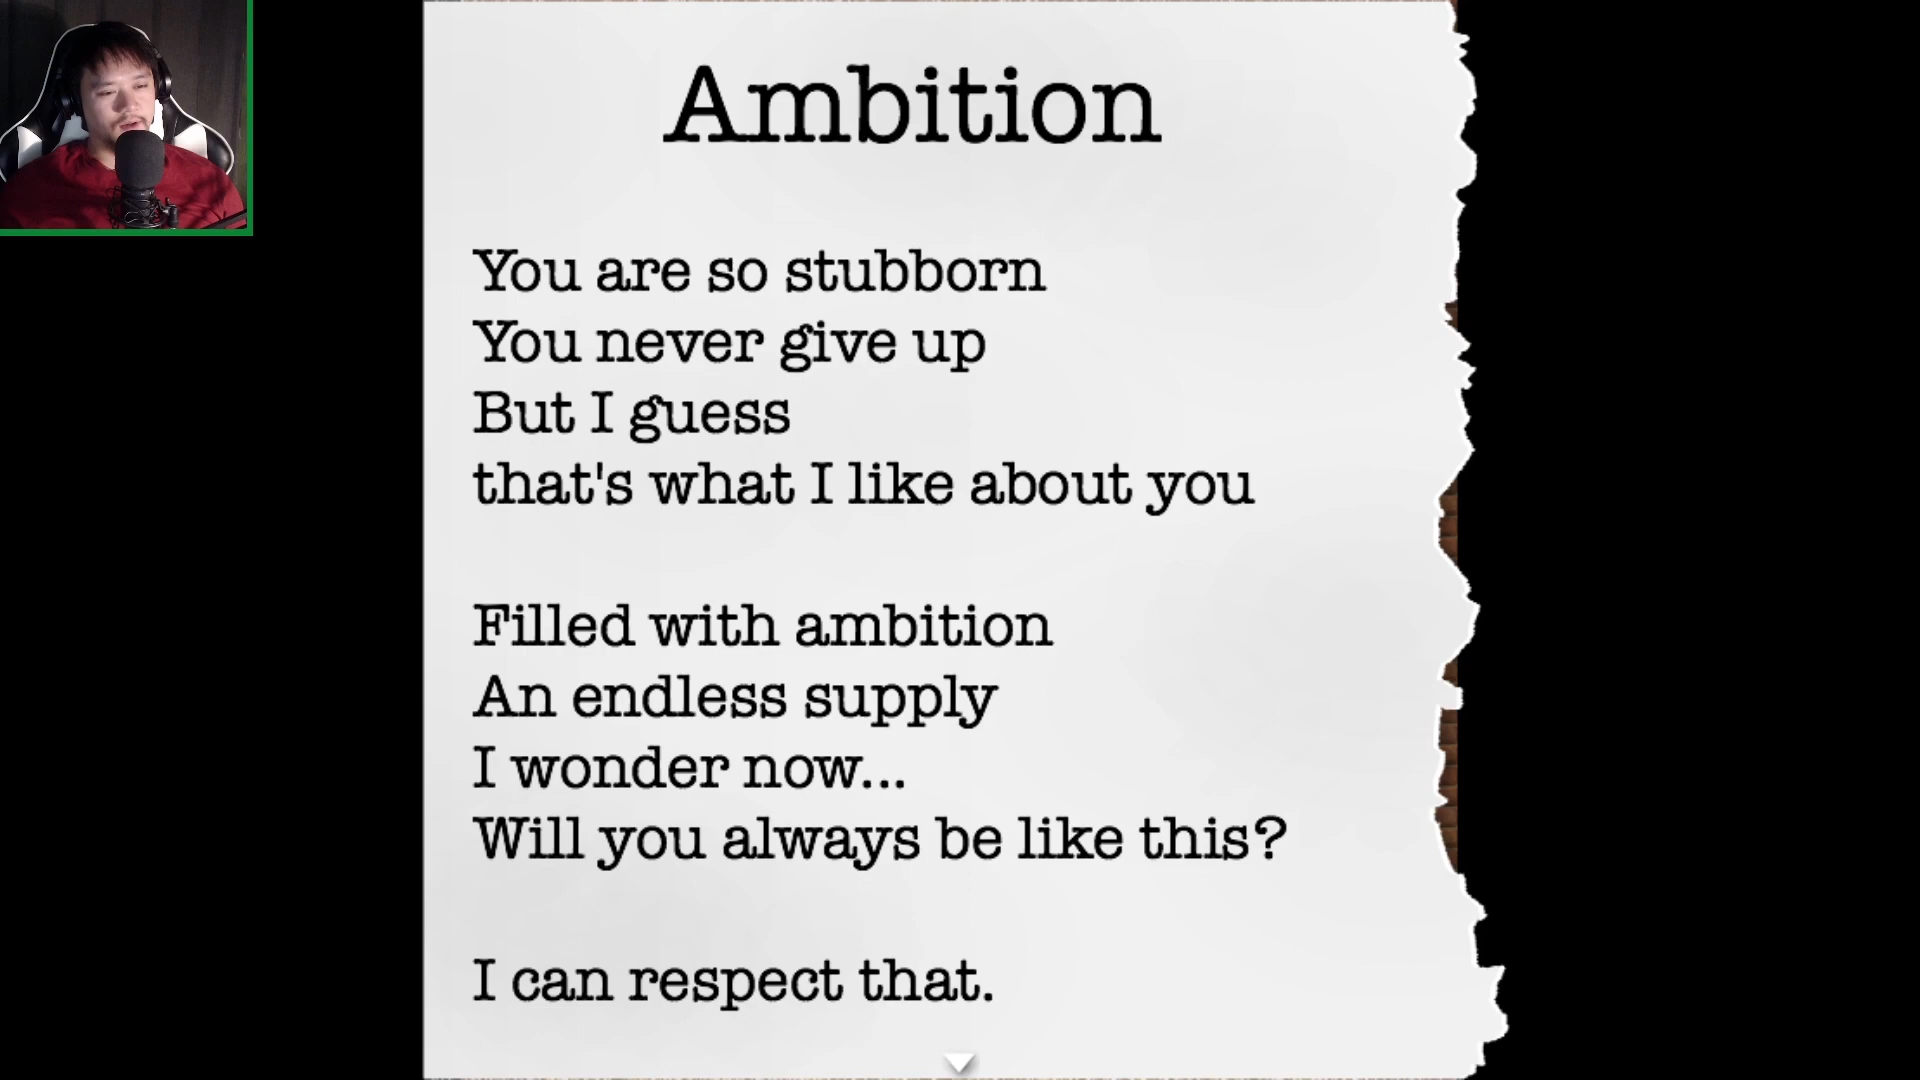 Ambition
You are so stubborn
You never give up
But I guess
that's what I like about you
Filled with ambition
An endless supply
I wonder now...
Will you always be like this?
I can respect that.